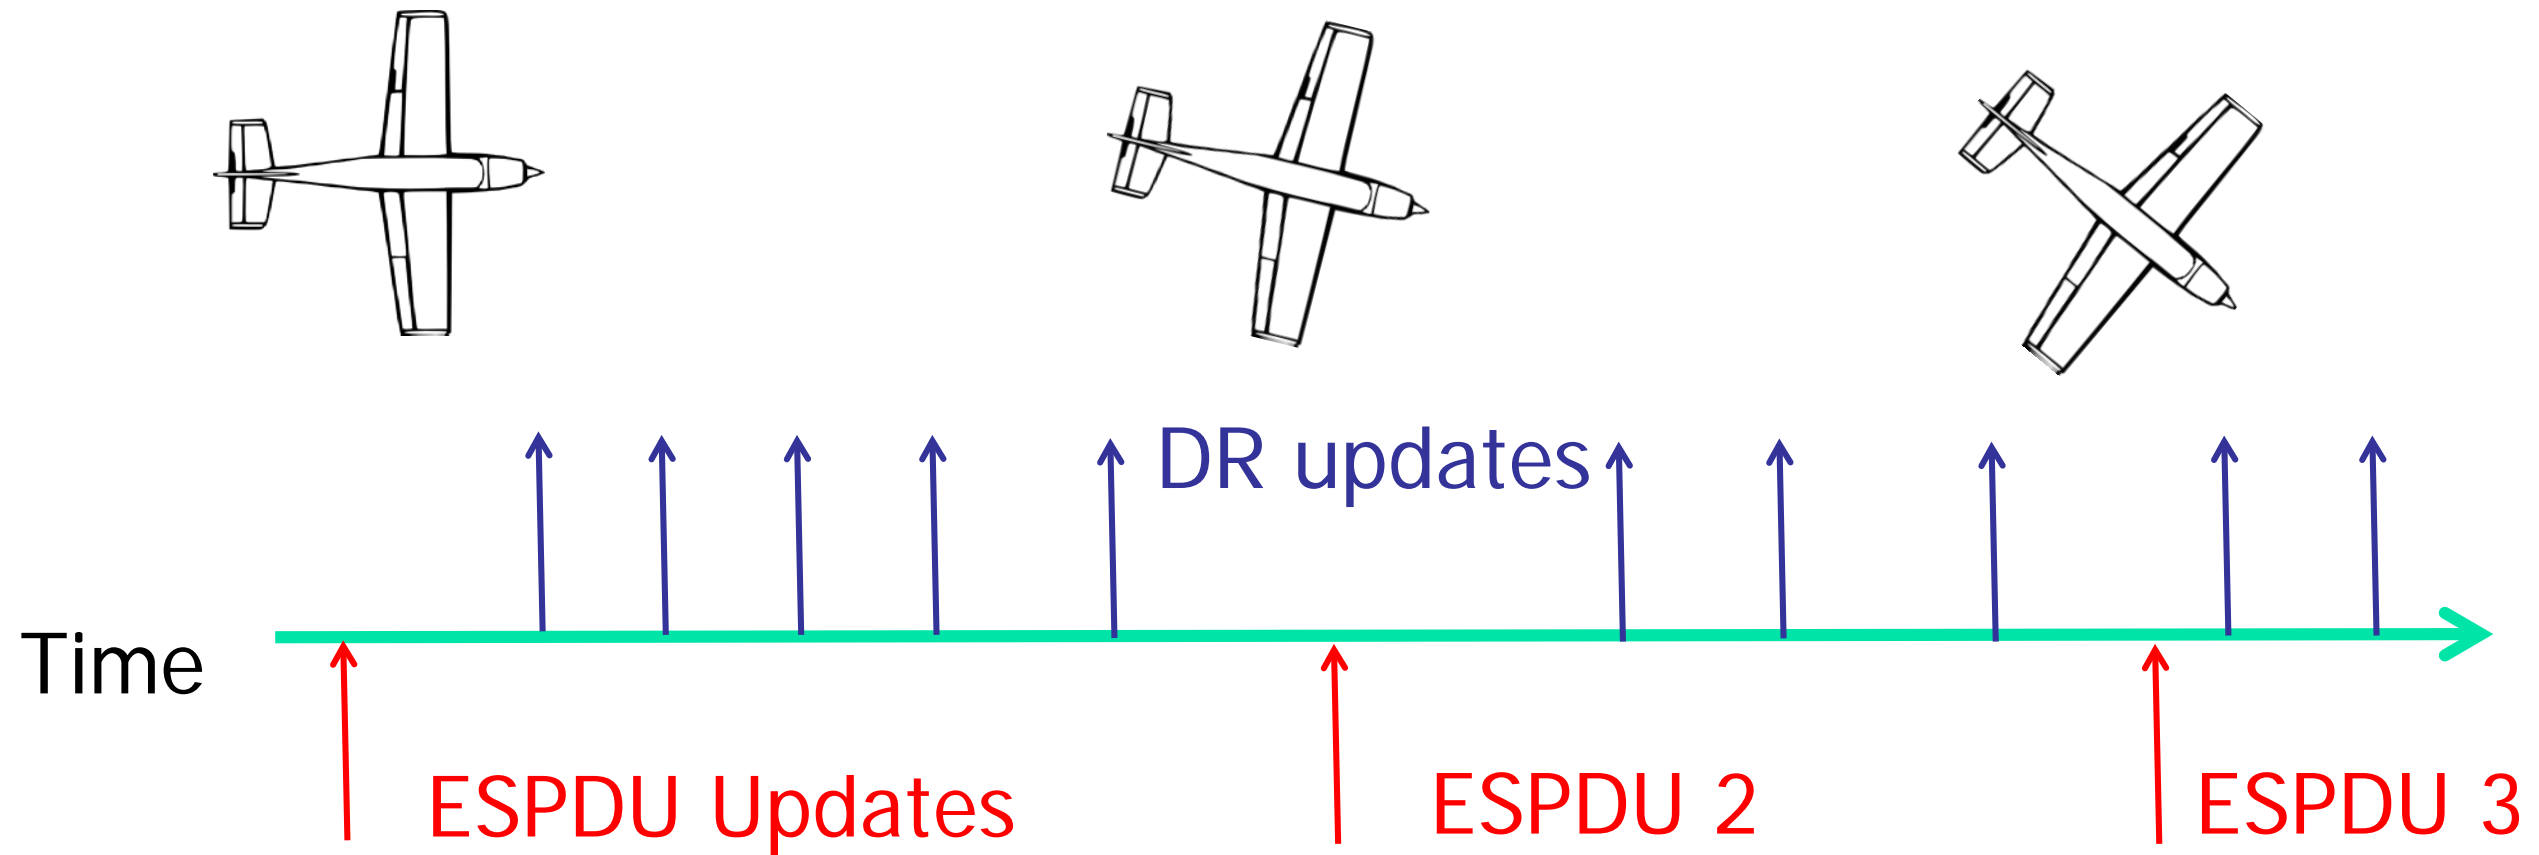 DR updates
Time
ESPDU Updates
ESPDU 2
ESPDU 3